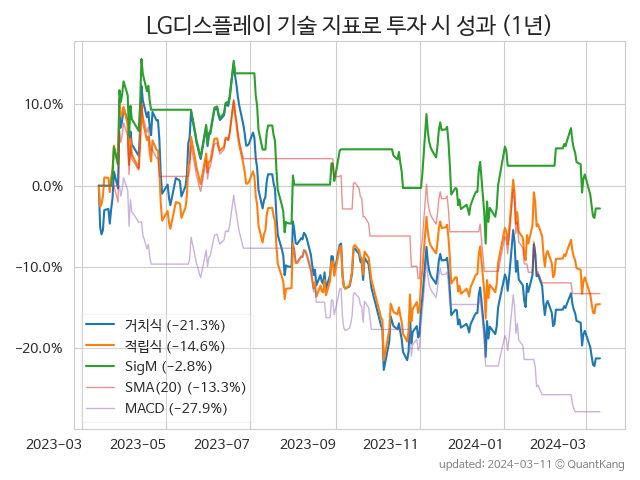 LG디스플레이 기술 지표로 투자 시 성과 (1년)
10.0%
0.0%
−10.0%
−20.0%
거치식 (−21.3%)
적립식 (−14.6%)
SigM (−2.8%)
SMA(20) (−13.3%)
MACD (−27.9%)
2023-03 2023-05 2023-07 2023-09 2023-11 2024-01 2024-03
updated: 2024-03-11 © QuantKang